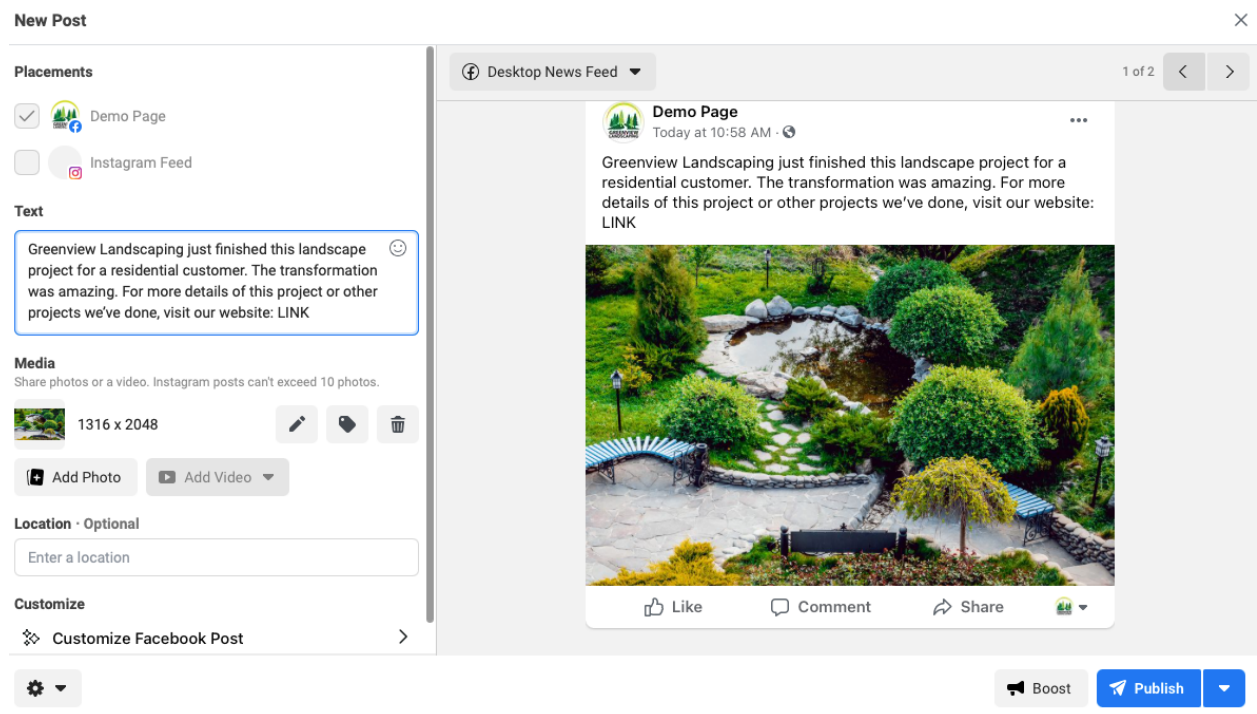 New Post
Placements
Demo Page
Instagram Feed
Text
Greenview Landscaping just finished this landscape
project for a residential customer. The transformation
was amazing. For more details of this project or other
projects we’ve done, visit our website: LINK
Media
Share photos or a video. Instagram posts can't exceed 10 photos.
1316 x 2048
Add Photo
Add Video
Location · Optional
Enter a location
Customize
Customize Facebook Post
Desktop News Feed
1 of 2
Demo Page
Today at 10:58 AM ·
Greenview Landscaping just finished this landscape project for a
residential customer. The transformation was amazing. For more
details of this project or other projects we’ve done, visit our website:
LINK
Like
Comment
Share
Boost
Publish